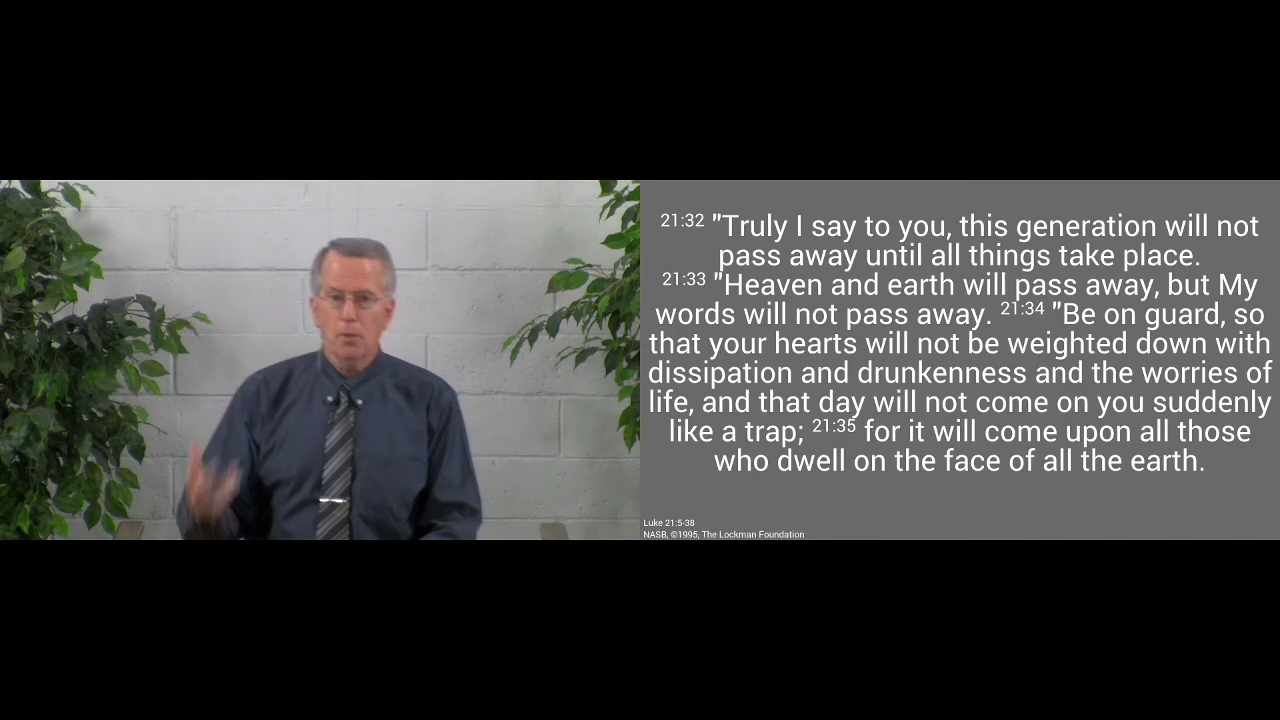 21:32 "Truly I say to you, this generation will not
pass away until all things take place.
21:33 "Heaven and earth will pass away, but My
words will not pass away. 21:34 "Be on guard, so
that your hearts will not be weighted down with
dissipation and drunkenness and the worries of
life, and that day will not come on you suddenly
like a trap; 21:35 for it will come upon all those
who dwell on the face of all the earth.
Luke 21:5-38
NASB, ©1995, The Lockman Foundation